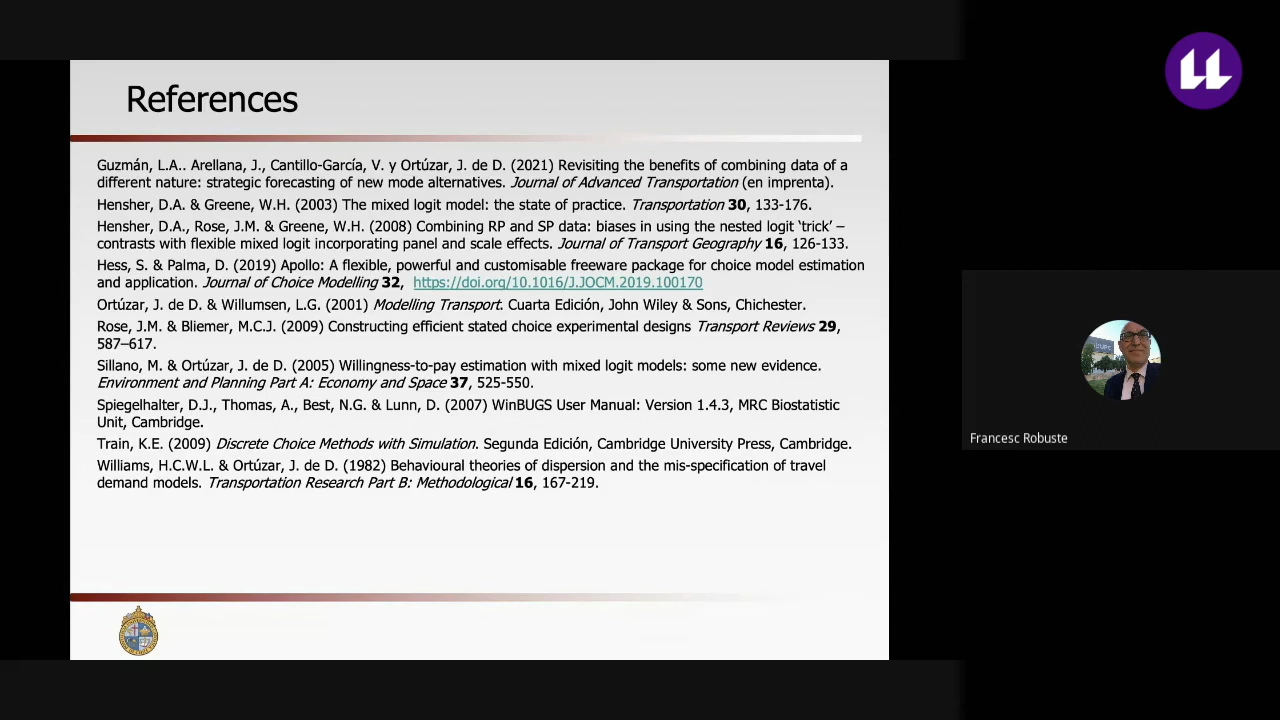 References
Guzmán, L.A.. Arellana, J., Cantillo-García, V. y Ortúzar, J. de D. (2021) Revisiting the benefits of combining data of a
different nature: strategic forecasting of new mode alternatives. Journal of Advanced Transportation (en imprenta).
Hensher, D.A. & Greene, W.H. (2003) The mixed logit model: the state of practice. Transportation 30, 133-176.
Hensher, D.A., Rose, J.M. & Greene, W.H. (2008) Combining RP and SP data: biases in using the nested logit ‘trick’ –
contrasts with flexible mixed logit incorporating panel and scale effects. Journal of Transport Geography 16, 126-133.
Hess, S. & Palma, D. (2019) Apollo: A flexible, powerful and customisable freeware package for choice model estimation
and application. Journal of Choice Modelling 32, https://doi.org/10.1016/J.JOCM.2019.100170
Ortúzar, J. de D. & Willumsen, L.G. (2001) Modelling Transport. Cuarta Edición, John Wiley & Sons, Chichester.
Rose, J.M. & Bliemer, M.C.J. (2009) Constructing efficient stated choice experimental designs Transport Reviews 29,
587–617.
Sillano, M. & Ortúzar, J. de D. (2005) Willingness-to-pay estimation with mixed logit models: some new evidence.
Environment and Planning Part A: Economy and Space 37, 525-550.
Spiegelhalter, D.J., Thomas, A., Best, N.G. & Lunn, D. (2007) WinBUGS User Manual: Version 1.4.3, MRC Biostatistic
Unit, Cambridge.
Train, K.E. (2009) Discrete Choice Methods with Simulation. Segunda Edición, Cambridge University Press, Cambridge.
Williams, H.C.W.L. & Ortúzar, J. de D. (1982) Behavioural theories of dispersion and the mis-specification of travel
demand models. Transportation Research Part B: Methodological 16, 167-219.
Francesc Robuste